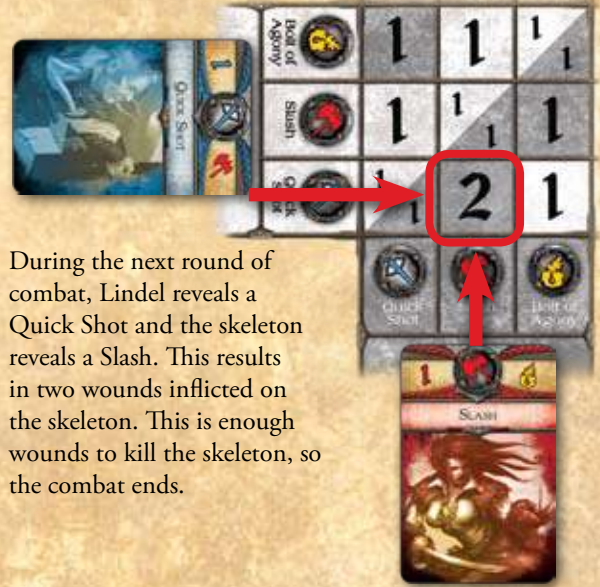 Bolt of
Agony
1
1
1
1
Slash
1
1
1
1
Quick
Shot
1
2
1
Quick
Shot
Bolt of
Agony
QUICK SHOT
1
During the next round of
combat, Lindel reveals a
Quick Shot and the skeleton
reveals a Slash. This results
in two wounds inflicted on
the skeleton. This is enough
wounds to kill the skeleton, so
the combat ends.
1
SLASH